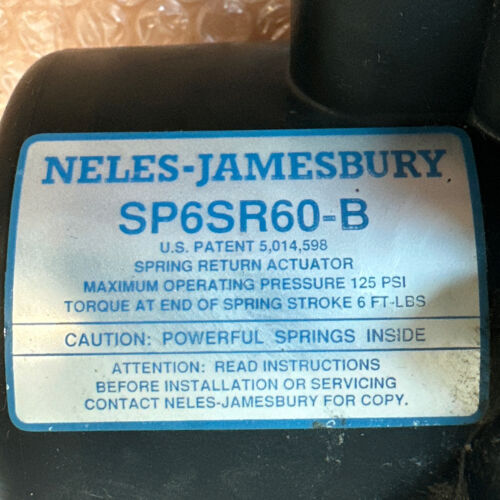 NELES-JAMESBURY
SP6SR60-B
U.S. PATENT 5,014,598
SPRING RETURN ACTUATOR
MAXIMUM OPERATING PRESSURE 125 PSI
TORQUE AT END OF SPRING STROKE 6 FT-LBS
CAUTION: POWERFUL SPRINGS INSIDE
ATTENTION: READ INSTRUCTIONS
BEFORE INSTALLATION OR SERVICING
CONTACT NELES-JAMESBURY FOR COPY.